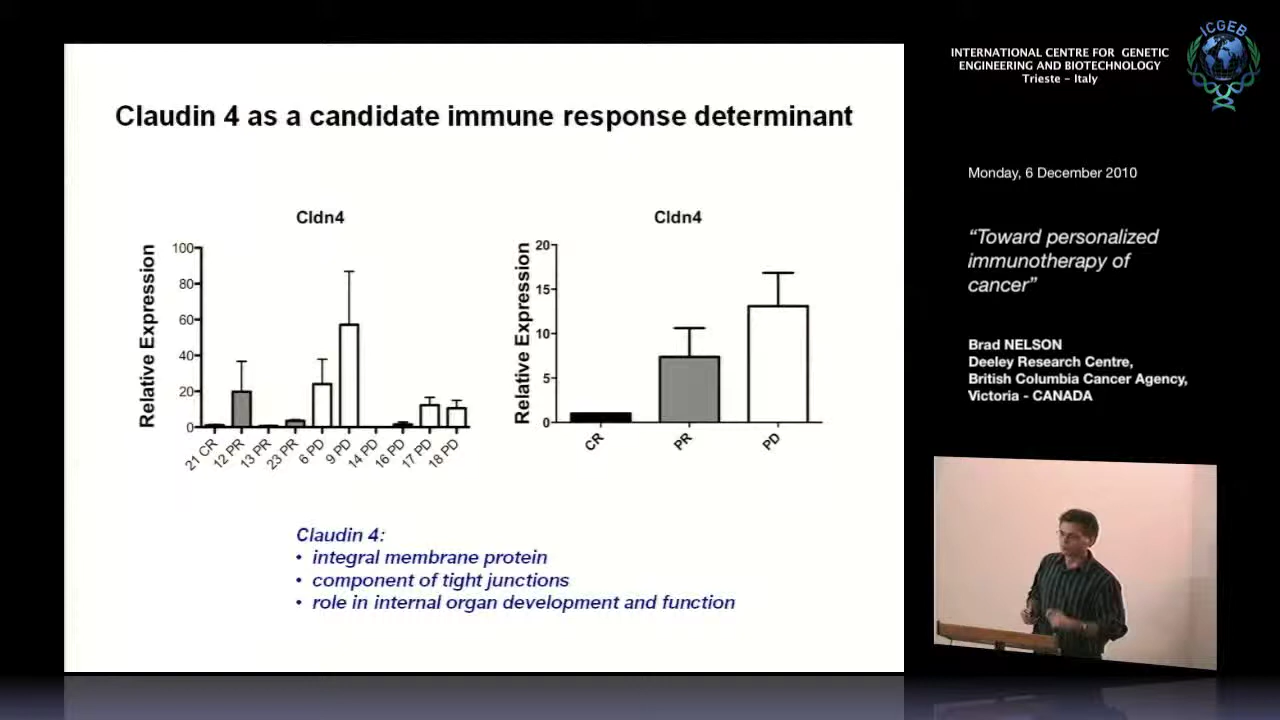 Claudin 4 as a candidate immune response determinant
Cldn4
Relative Expression
100
80
60
40
20
0
21 CR
12 PR
13 PR
23 PR
6 PD
9 PD
14 PD
16 PD
17 PD
18 PD
Cldn4
Relative Expression
20
15
10
5
0
CR
PR
PD
Claudin 4:
• integral membrane protein
• component of tight junctions
• role in internal organ development and function
ICGEB
INTERNATIONAL CENTRE FOR GENETIC
ENGINEERING AND BIOTECHNOLOGY
Trieste – Italy
Monday, 6 December 2010
“Toward personalized
immunotherapy of
cancer”
Brad NELSON
Deeley Research Centre,
British Columbia Cancer Agency,
Victoria - CANADA